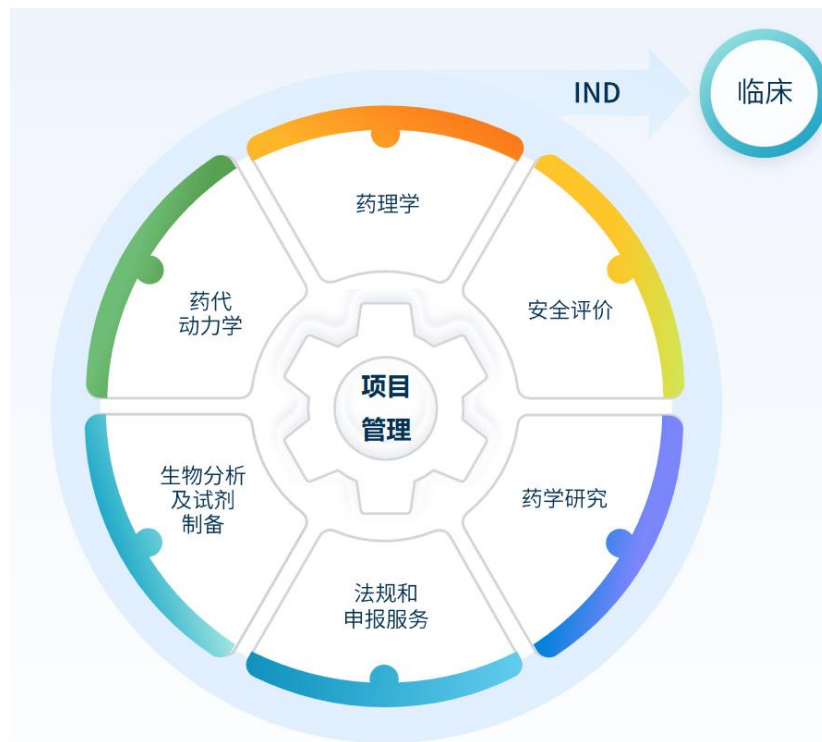 IND
临床
药理学
安全评价
药代
动力学
项目
管理
生物分析
及试剂
制备
药学研究
法规和
申报服务